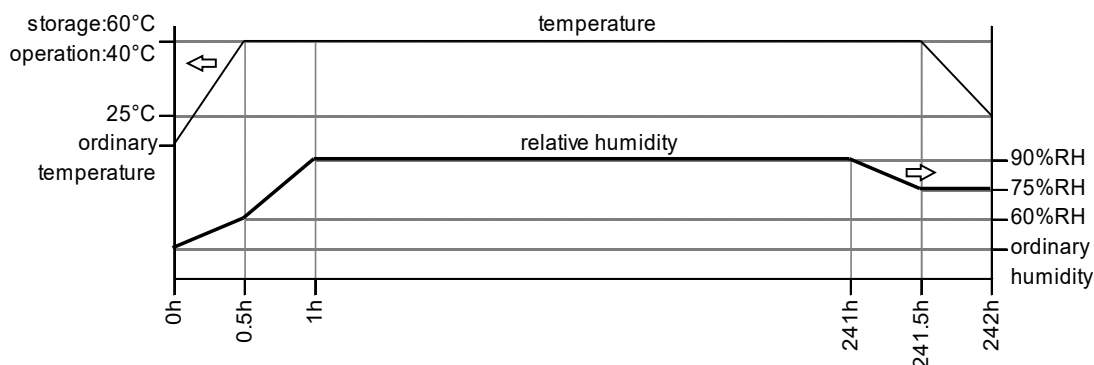 storage:60°C
operation:40°C
temperature
25°C
ordinary
temperature
relative humidity
90%RH
75%RH
60%RH
ordinary
humidity
0h
0.5h
1h
241h
241.5h
242h